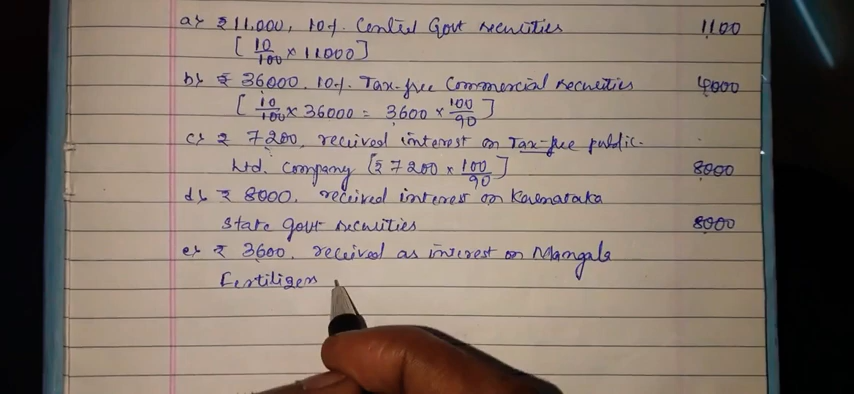 a) ₹ 11,000, 10% Central Govt securities 1100
[ 10/100 × 11000 ]
b) ₹ 36000. 10% Tax-free Commercial securities 4000
[ 10/100 × 36000 = 3600 × 100/90 ]
c) ₹ 7200, received interest on Tax-free public
Ltd. Company [ ₹ 7200 × 100/90 ] 8000
d) ₹ 8000, received interest on Karnataka
State Govt securities 8000
e) ₹ 3600. received as interest on Mangala
Fertilizers